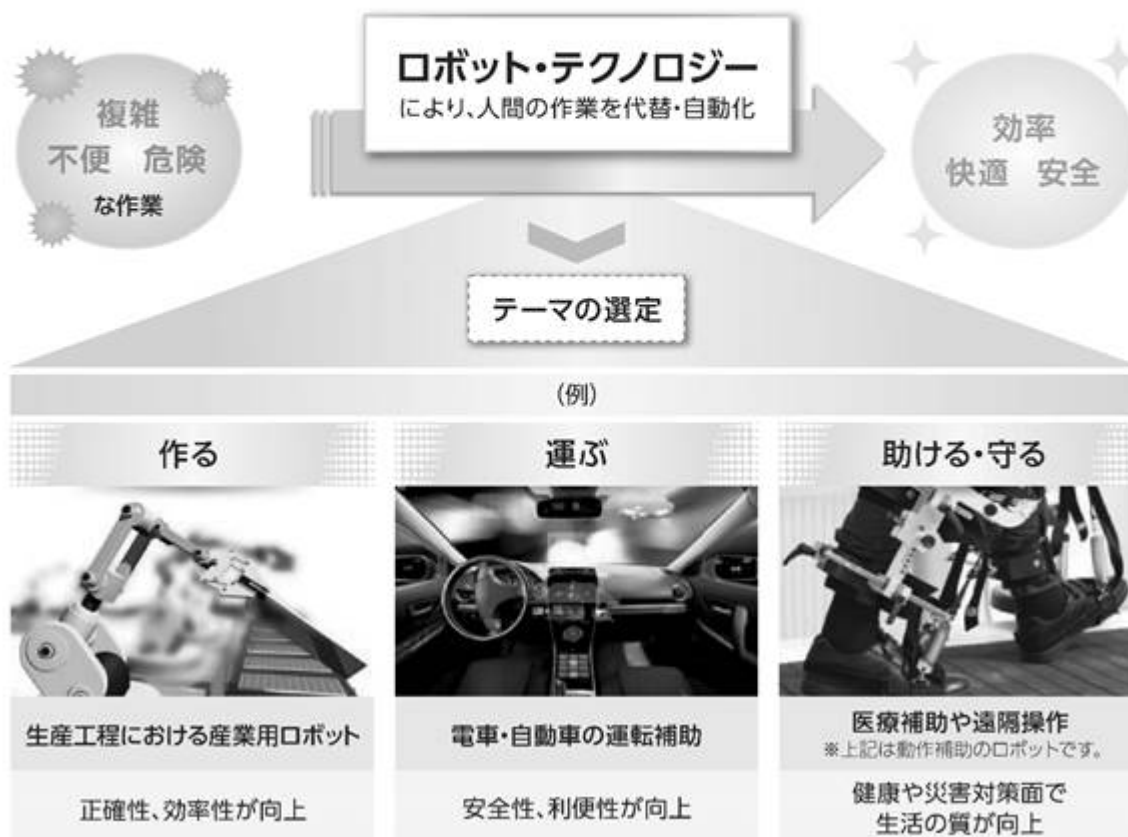 複雑
不便 危険
な作業
ロボット・テクノロジー
により、人間の作業を代替・自動化
効率
快適 安全
テーマの選定
(例)
作る
運ぶ
助ける・守る
生産工程における産業用ロボット
電車・自動車の運転補助
医療補助や遠隔操作
※上記は動作補助のロボットです。
正確性、効率性が向上
安全性、利便性が向上
健康や災害対策面で
生活の質が向上